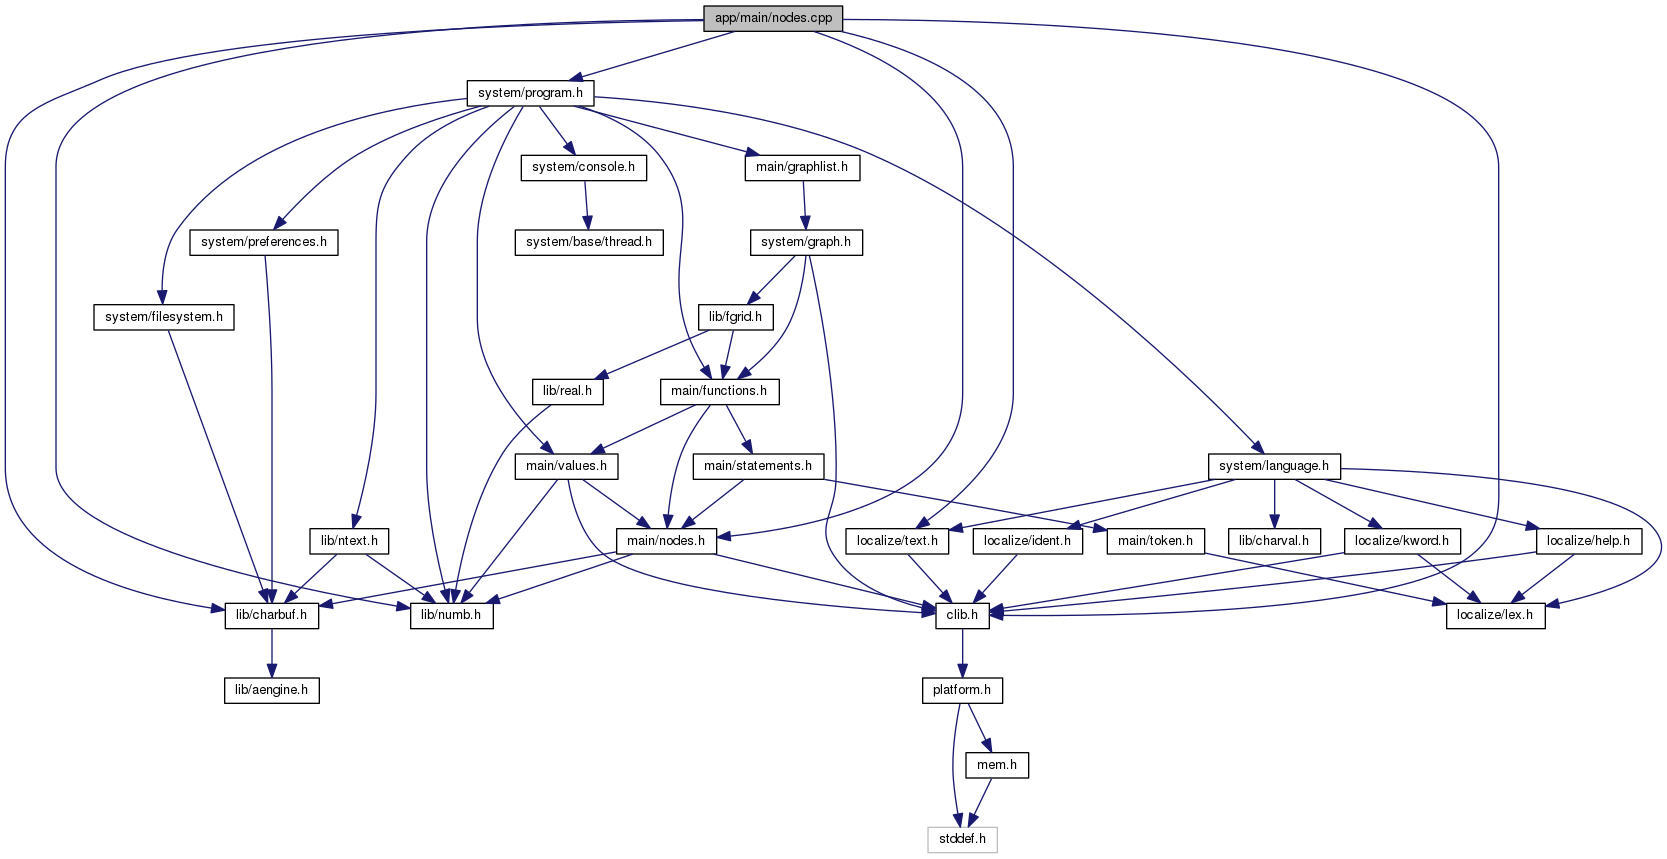 app/main/nodes.cpp
system/program.h
system/console.h
main/graphlist.h
system/preferences.h
system/base/thread.h
system/graph.h
system/filesystem.h
lib/fgrid.h
lib/real.h
main/functions.h
main/values.h
main/statements.h
system/language.h
lib/ntext.h
main/nodes.h
localize/text.h
localize/ident.h
main/token.h
lib/charval.h
localize/kword.h
localize/help.h
lib/charbuf.h
lib/numb.h
clib.h
localize/lex.h
lib/aengine.h
platform.h
mem.h
stddef.h